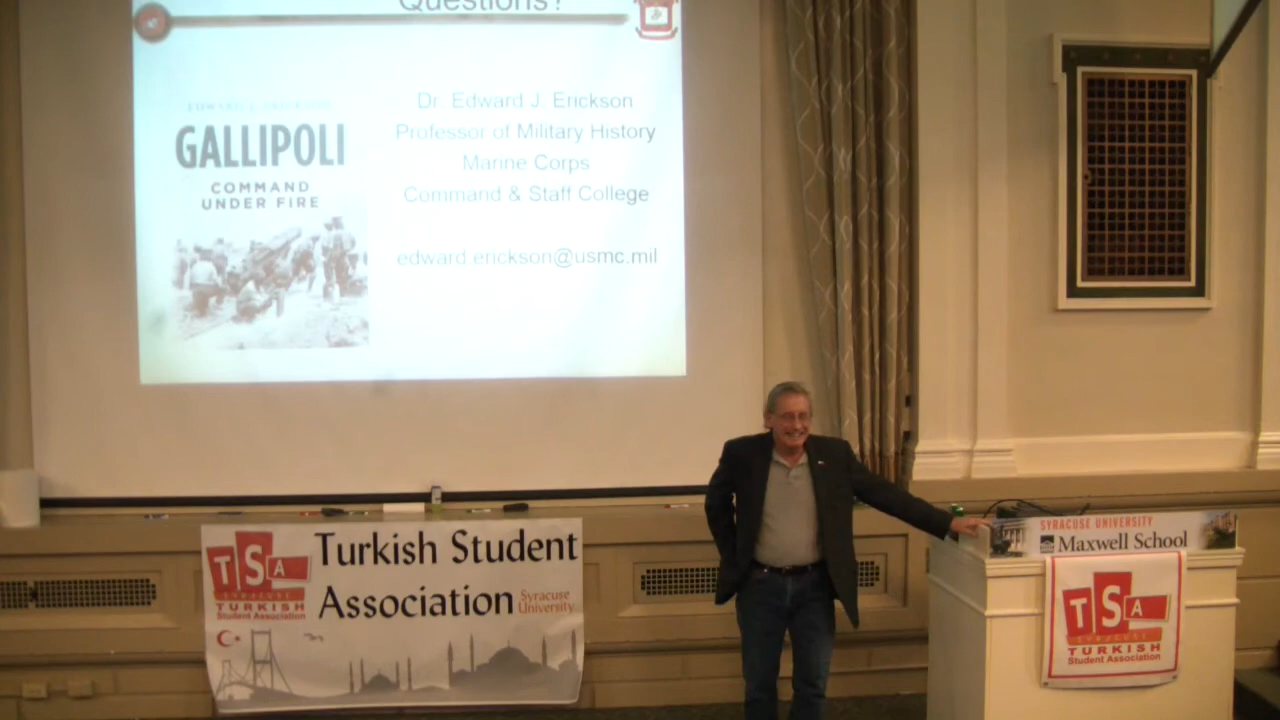 Questions?
EDWARD J. ERICKSON
GALLIPOLI
COMMAND
UNDER FIRE
Dr. Edward J. Erickson
Professor of Military History
Marine Corps
Command & Staff College
edward.erickson@usmc.mil
TSA
SYRACUSE
TURKISH
Student Association
Turkish Student
Association
Syracuse
University
SYRACUSE UNIVERSITY
Maxwell School
TSA
SYRACUSE
TURKISH
Student Association